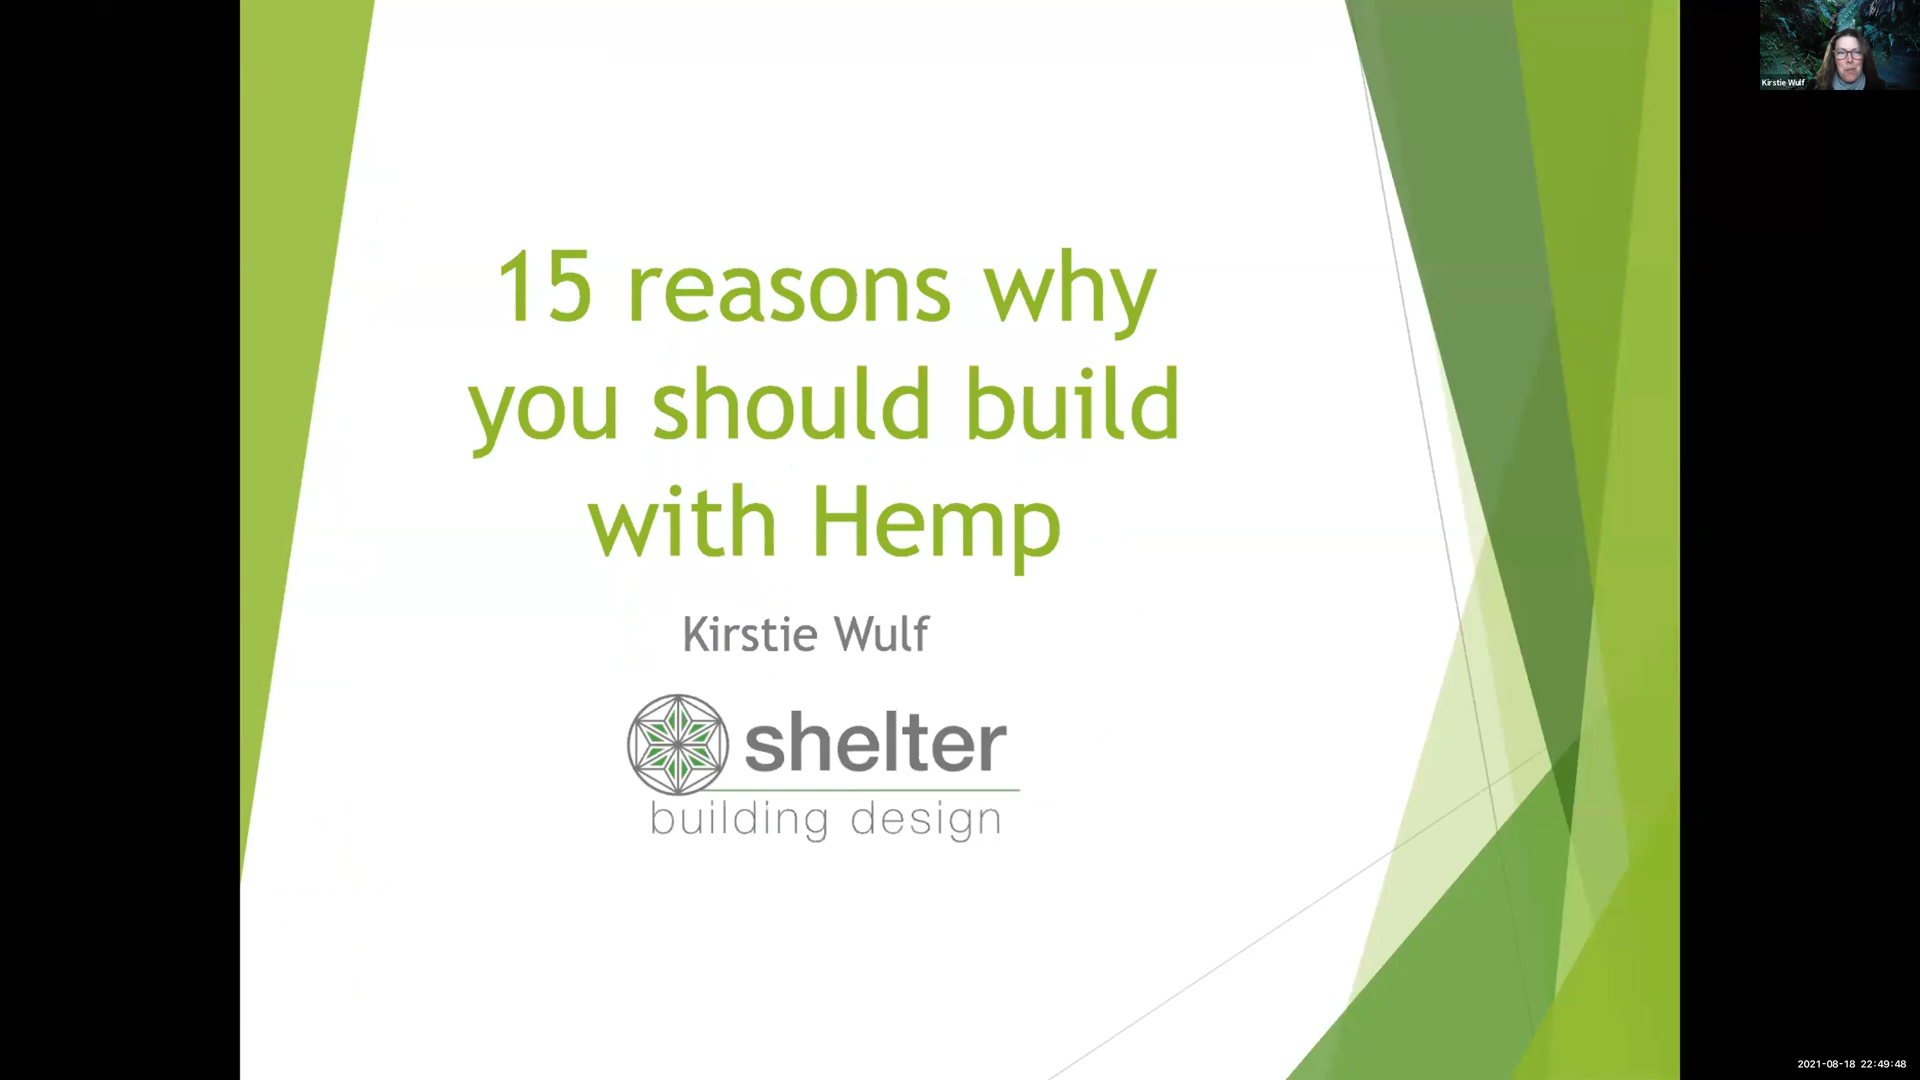 15 reasons why
you should build
with Hemp
Kirstie Wulf
shelter
building design
Kirstie Wulf
2021-08-18 22:49:48